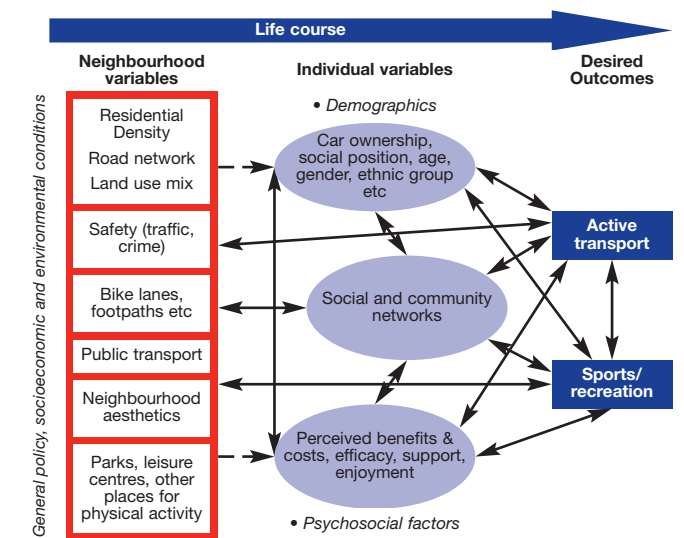 Life course
Neighbourhood
variables
Individual variables
Desired
Outcomes
General policy, socioeconomic and environmental conditions
• Demographics
Residential
Density
Road network
Land use mix
Car ownership,
social position, age,
gender, ethnic group
etc
Safety (traffic,
crime)
Active
transport
Bike lanes,
footpaths etc
Social and community
networks
Public transport
Sports/
recreation
Neighbourhood
aesthetics
Perceived benefits &
costs, efficacy, support,
enjoyment
Parks, leisure
centres, other
places for
physical activity
• Psychosocial factors